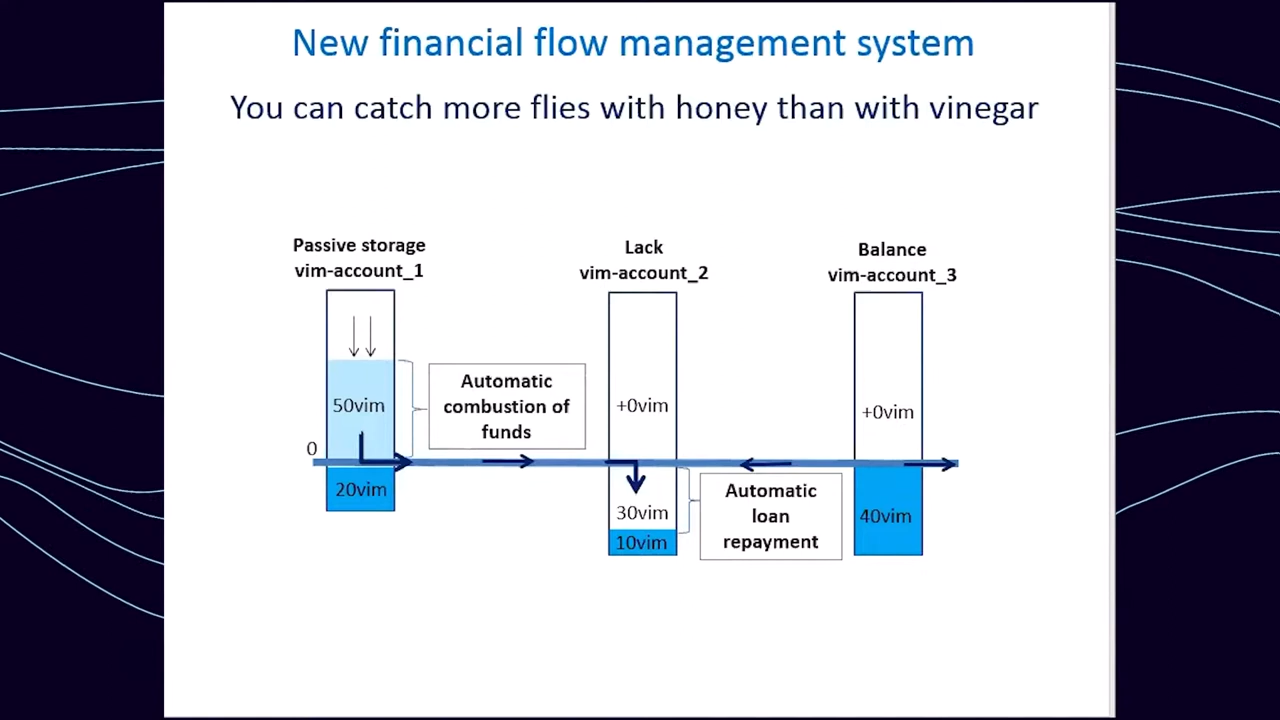 New financial flow management system
You can catch more flies with honey than with vinegar
Passive storage
vim-account_1
Lack
vim-account_2
Balance
vim-account_3
50vim
Automatic
combustion of
funds
+0vim
+0vim
0
20vim
30vim
10vim
Automatic
loan
repayment
40vim